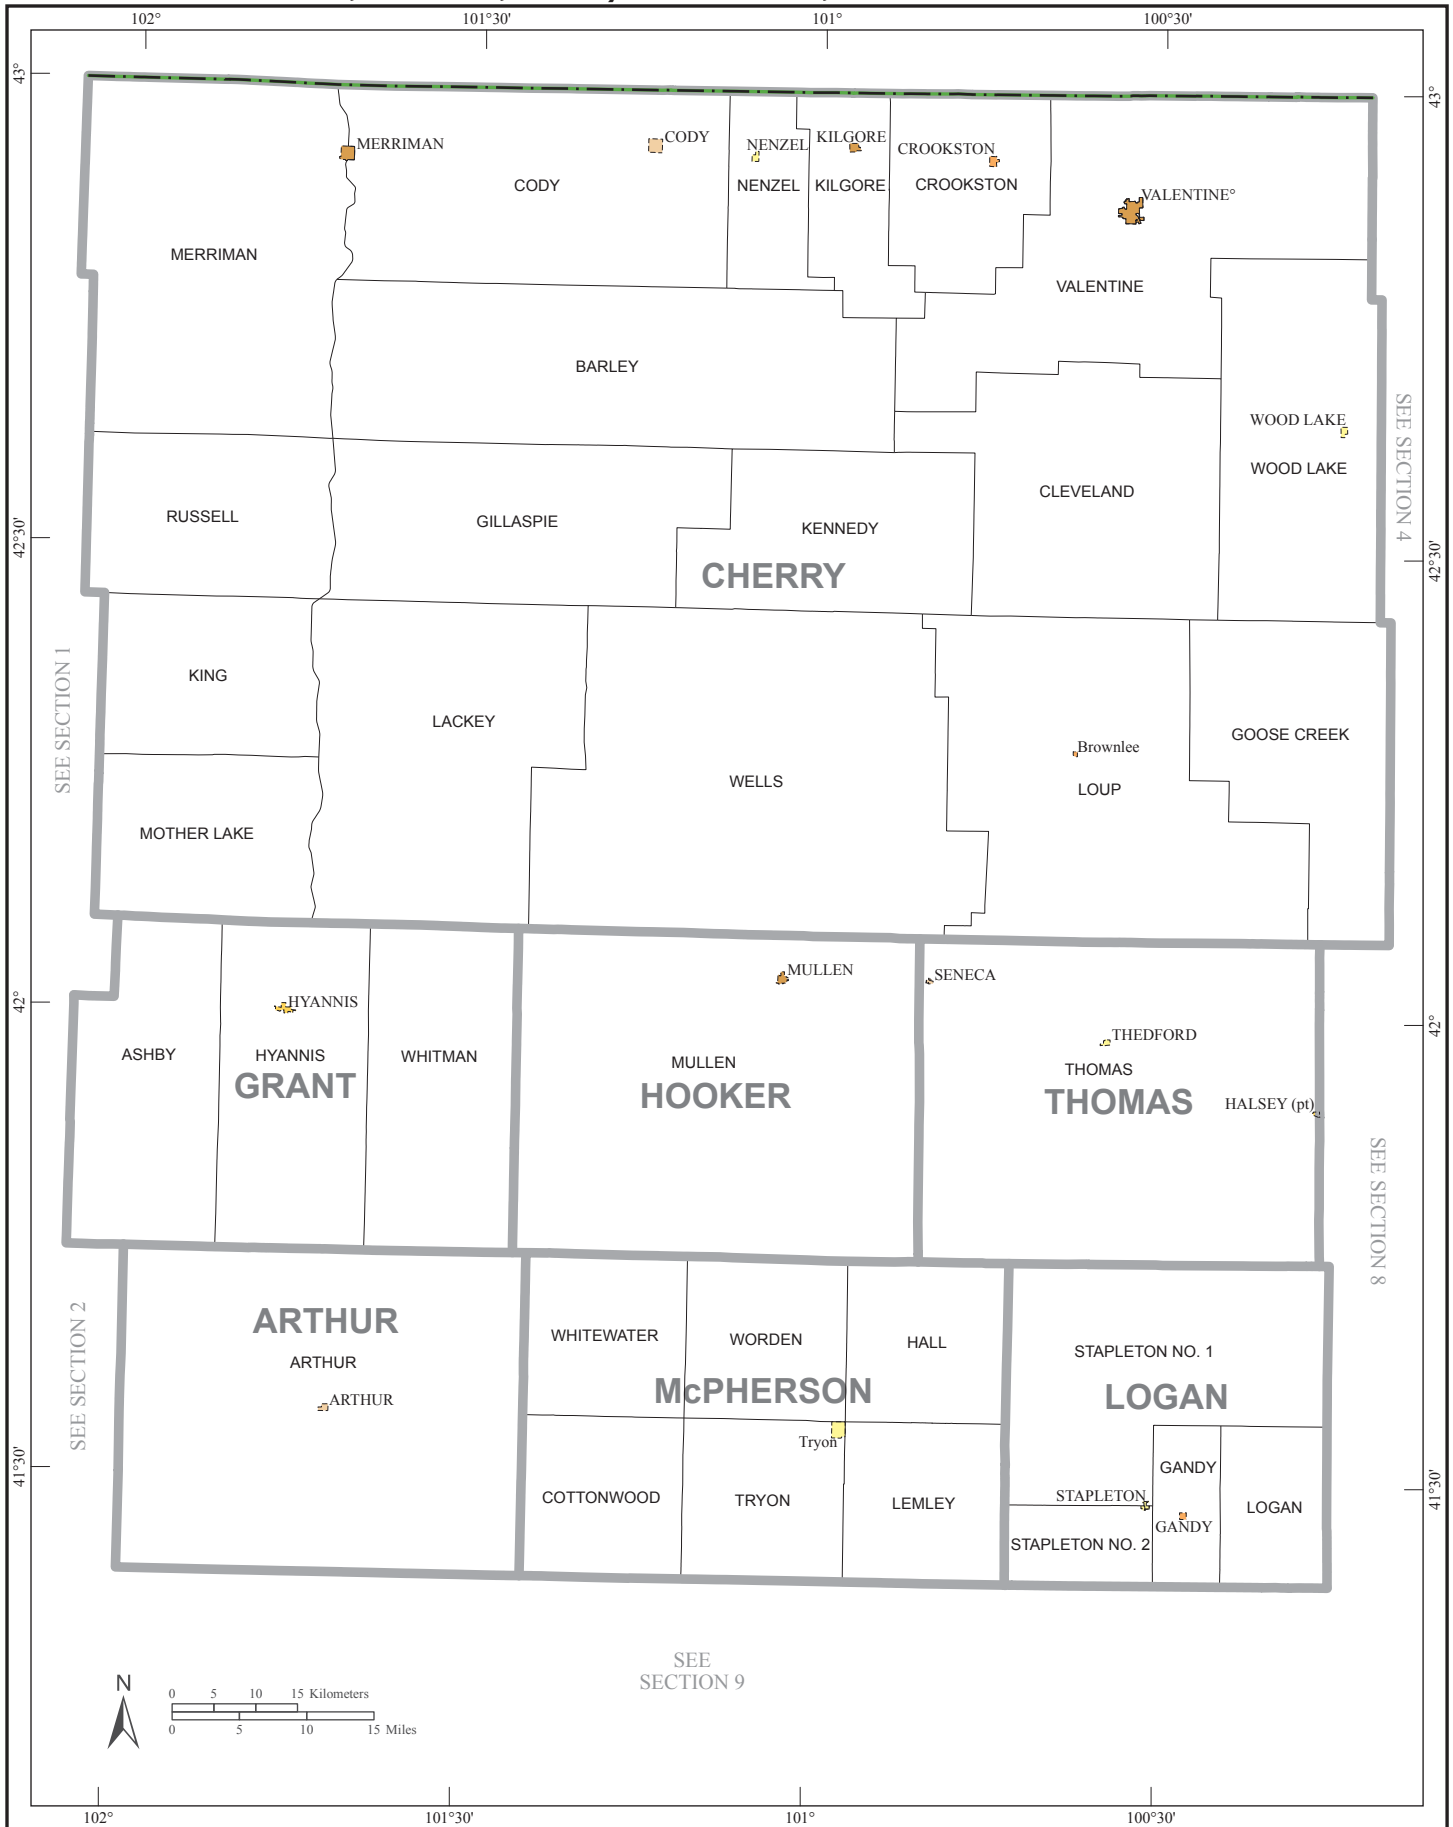 102°
101°30'
101°
100°30'
43°
43°
MERRIMAN
CODY
NENZEL
KILGORE
CROOKSTON
CODY
NENZEL
KILGORE
CROOKSTON
VALENTINE°
MERRIMAN
VALENTINE
BARLEY
WOOD LAKE
WOOD LAKE
SEE SECTION 4
CLEVELAND
RUSSELL
GILLASPIE
KENNEDY
42°30'
42°30'
CHERRY
SEE SECTION 1
KING
LACKEY
GOOSE CREEK
Brownlee
WELLS
LOUP
MOTHER LAKE
MULLEN
SENECA
42°
42°
HYANNIS
THEDFORD
ASHBY
HYANNIS
WHITMAN
MULLEN
THOMAS
GRANT
HOOKER
THOMAS
HALSEY (pt)
SEE SECTION 8
SEE SECTION 2
ARTHUR
WHITEWATER
WORDEN
HALL
ARTHUR
STAPLETON NO. 1
McPHERSON
LOGAN
ARTHUR
Tryon
41°30'
41°30'
GANDY
COTTONWOOD
TRYON
LEMLEY
STAPLETON
LOGAN
GANDY
STAPLETON NO. 2
SEE
SECTION 9
N
0 5 10 15 Kilometers
0 5 10 15 Miles
102°
101°30'
101°
100°30'